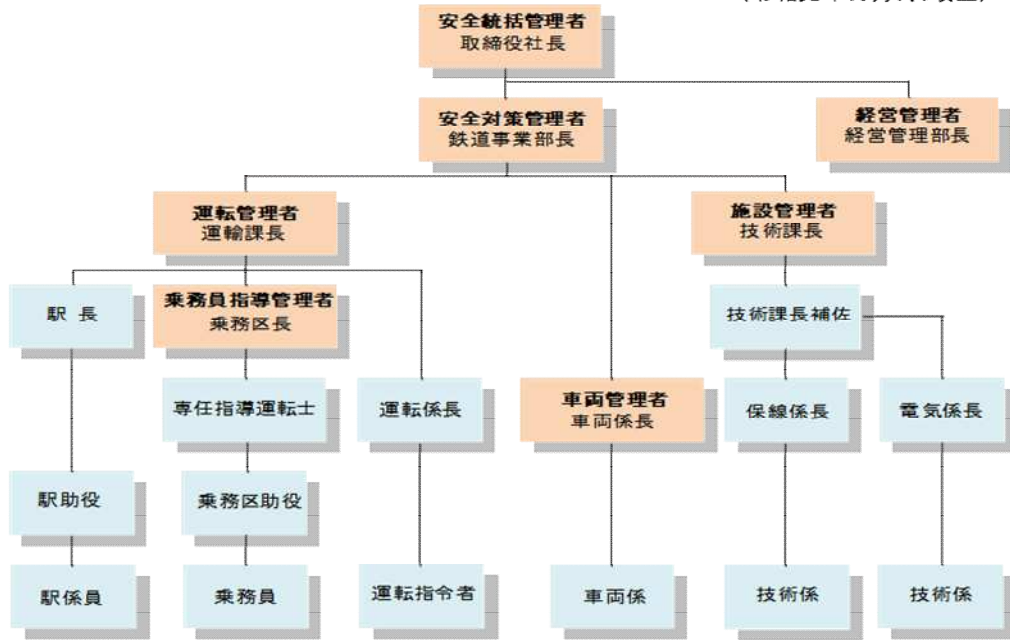 安全統括管理者
取締役社長
安全対策管理者
鉄道事業部長
経営管理者
経営管理部長
運転管理者
運輸課長
施設管理者
技術課長
駅 長
乗務員指導管理者
乗務区長
技術課長補佐
専任指導運転士
運転係長
車両管理者
車両係長
保線係長
電気係長
駅助役
乗務区助役
駅係員
乗務員
運転指令者
車両係
技術係
技術係